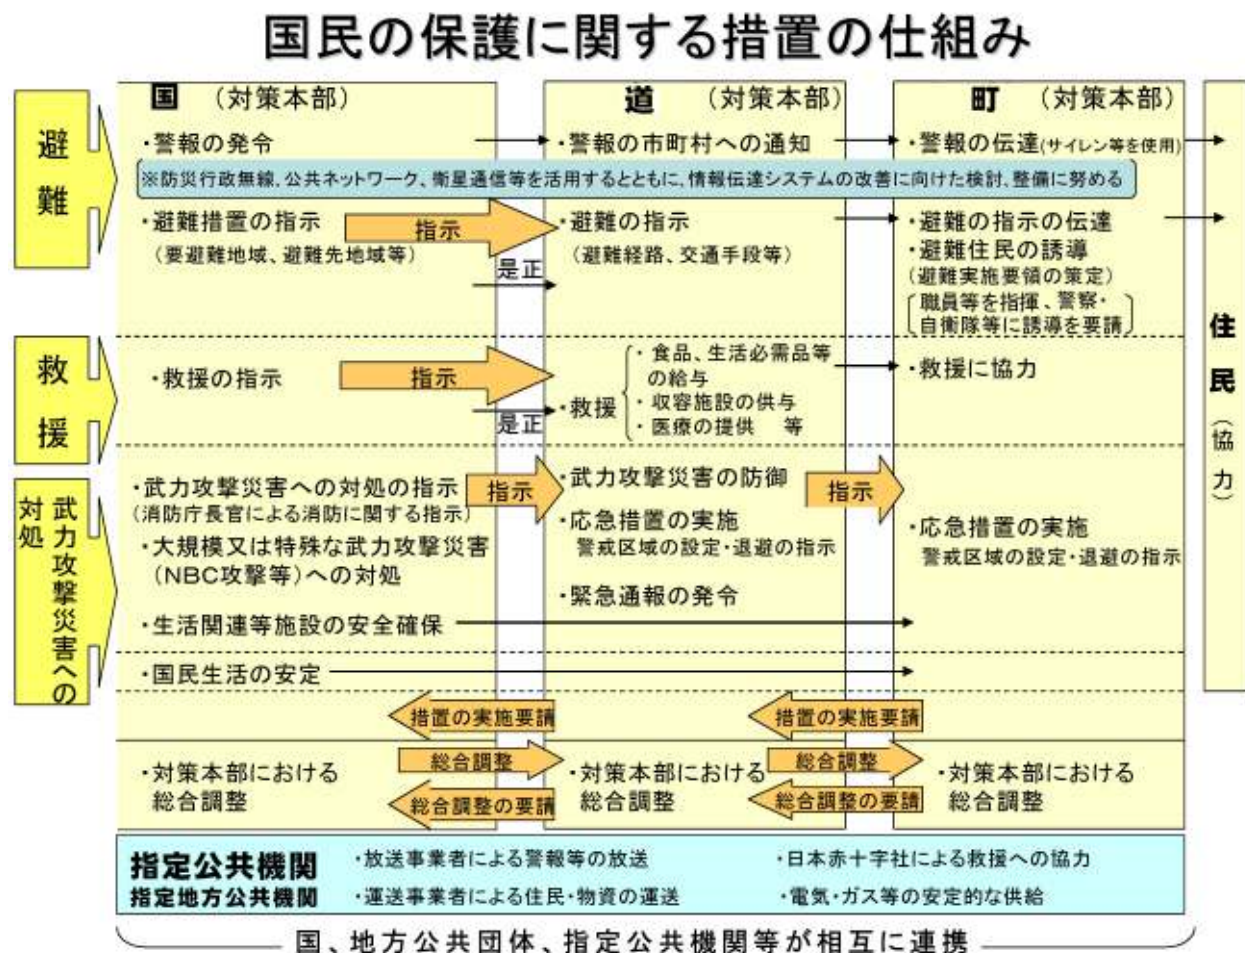 国民の保護に関する措置の仕組み
国 (対策本部)
道 (対策本部)
町 (対策本部)
避難
・警報の発令
・警報の市町村への通知
・警報の伝達(サイレン等を使用)
※防災行政無線、公共ネットワーク、衛星通信等を活用するとともに、情報伝達システムの改善に向けた検討、整備に努める
・避難措置の指示
(要避難地域、避難先地域等)
指示
是正
・避難の指示
(避難経路、交通手段等)
・避難の指示の伝達
・避難住民の誘導
(避難実施要領の策定)
職員等を指揮、警察・
自衛隊等に誘導を要請
住民(協力)
救援
・救援の指示
指示
是正
・救援
・食品、生活必需品等
の給与
・収容施設の供与
・医療の提供 等
・救援に協力
武力攻撃災害への
対処
・武力攻撃災害への対処の指示
(消防庁長官による消防に関する指示)
・大規模又は特殊な武力攻撃災害
(NBC攻撃等)への対処
・生活関連等施設の安全確保
指示
・武力攻撃災害の防御
・応急措置の実施
警戒区域の設定・退避の指示
・緊急通報の発令
指示
・応急措置の実施
警戒区域の設定・退避の指示
・国民生活の安定
措置の実施要請
措置の実施要請
・対策本部における
総合調整
総合調整
総合調整の要請
・対策本部における
総合調整
総合調整
総合調整の要請
・対策本部における
総合調整
指定公共機関
指定地方公共機関
・放送事業者による警報等の放送
・日本赤十字社による救援への協力
・運送事業者による住民・物資の運送
・電気・ガス等の安定的な供給
国、地方公共団体、指定公共機関等が相互に連携